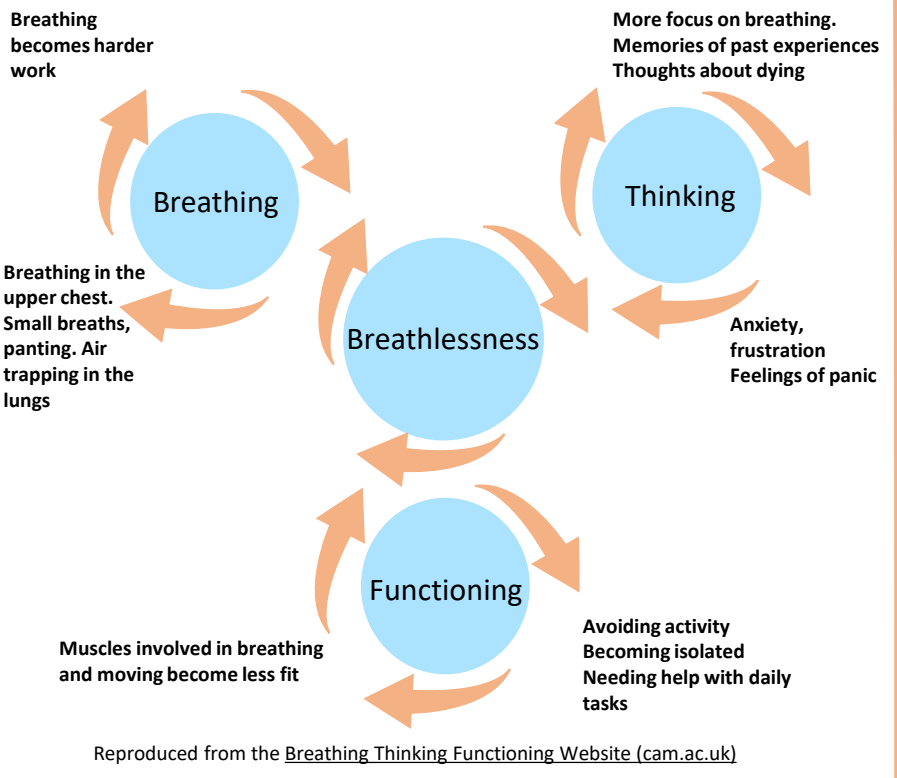 Breathing
becomes harder
work
More focus on breathing.
Memories of past experiences
Thoughts about dying
Breathing
Thinking
Breathing in the
upper chest.
Small breaths,
panting. Air
trapping in the
lungs
Breathlessness
Anxiety,
frustration
Feelings of panic
Functioning
Muscles involved in breathing
and moving become less fit
Avoiding activity
Becoming isolated
Needing help with daily
tasks
Reproduced from the Breathing Thinking Functioning Website (cam.ac.uk)